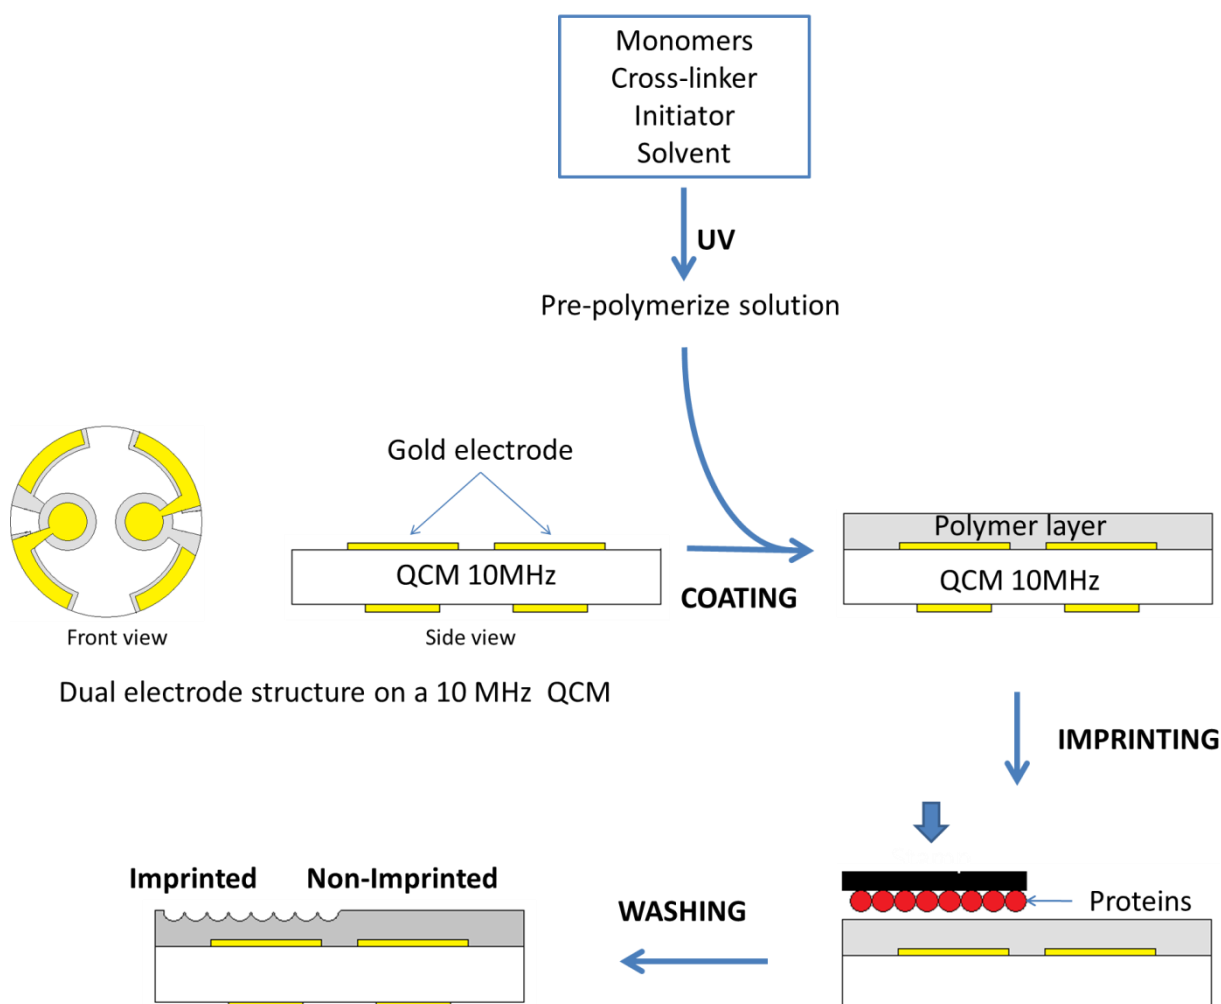 Monomers
Cross-linker
Initiator
Solvent
UV
Pre-polymerize solution
Gold electrode
QCM 10MHz
Front view
Side view
Dual electrode structure on a 10 MHz QCM
COATING
Polymer layer
QCM 10MHz
IMPRINTING
Proteins
WASHING
Imprinted
Non-Imprinted